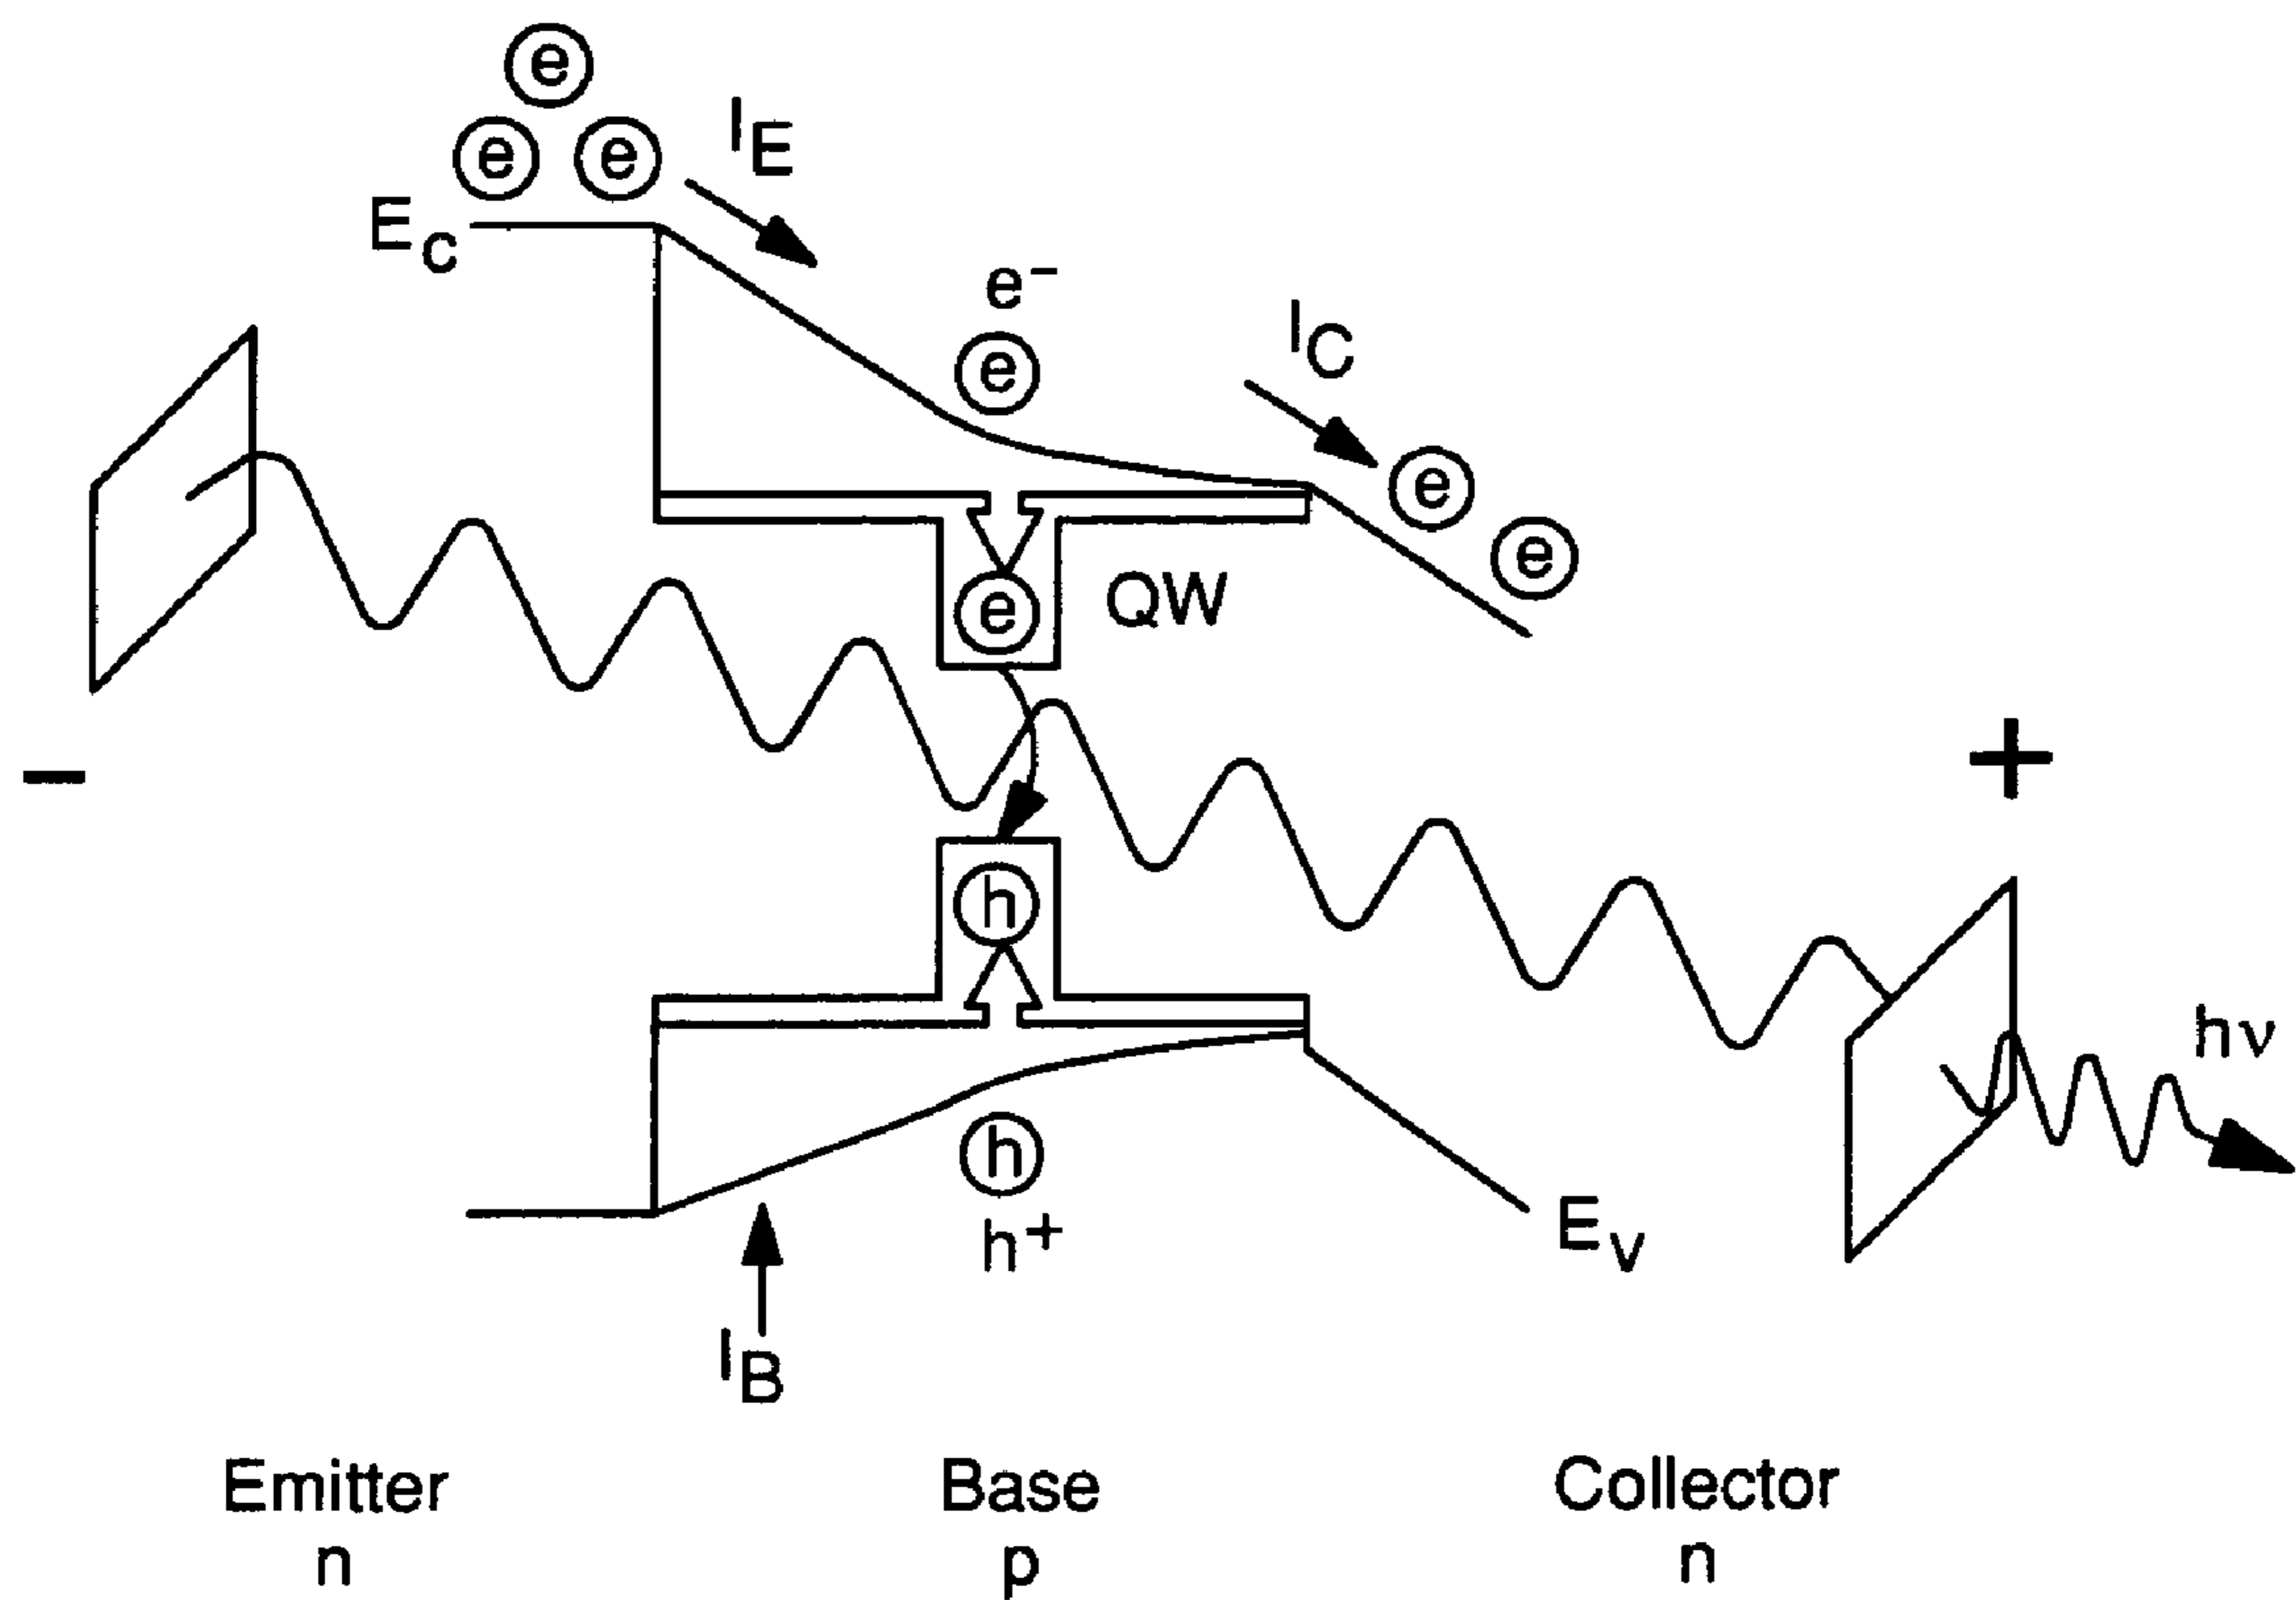 e
e e
I_E
E_C
e⁻
e
I_C
e
e
e
QW
−
+
h
hν
h
h⁺
E_V
I_B
Emitter Base Collector
n p n